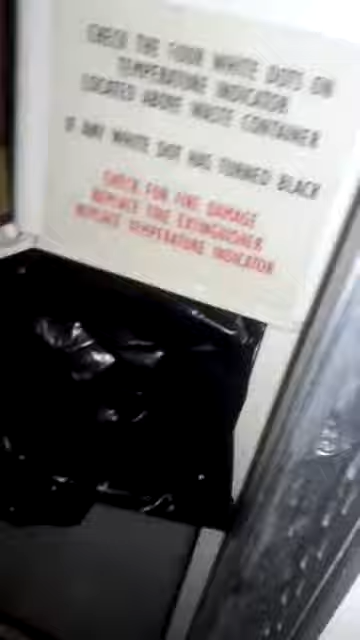 CHECK THE FOUR WHITE DOTS ON
TEMPERATURE INDICATOR
LOCATED ABOVE WASTE CONTAINER
IF ANY WHITE DOT HAS TURNED BLACK
CHECK FOR FIRE DAMAGE
REPLACE FIRE EXTINGUISHER
REPLACE TEMPERATURE INDICATOR